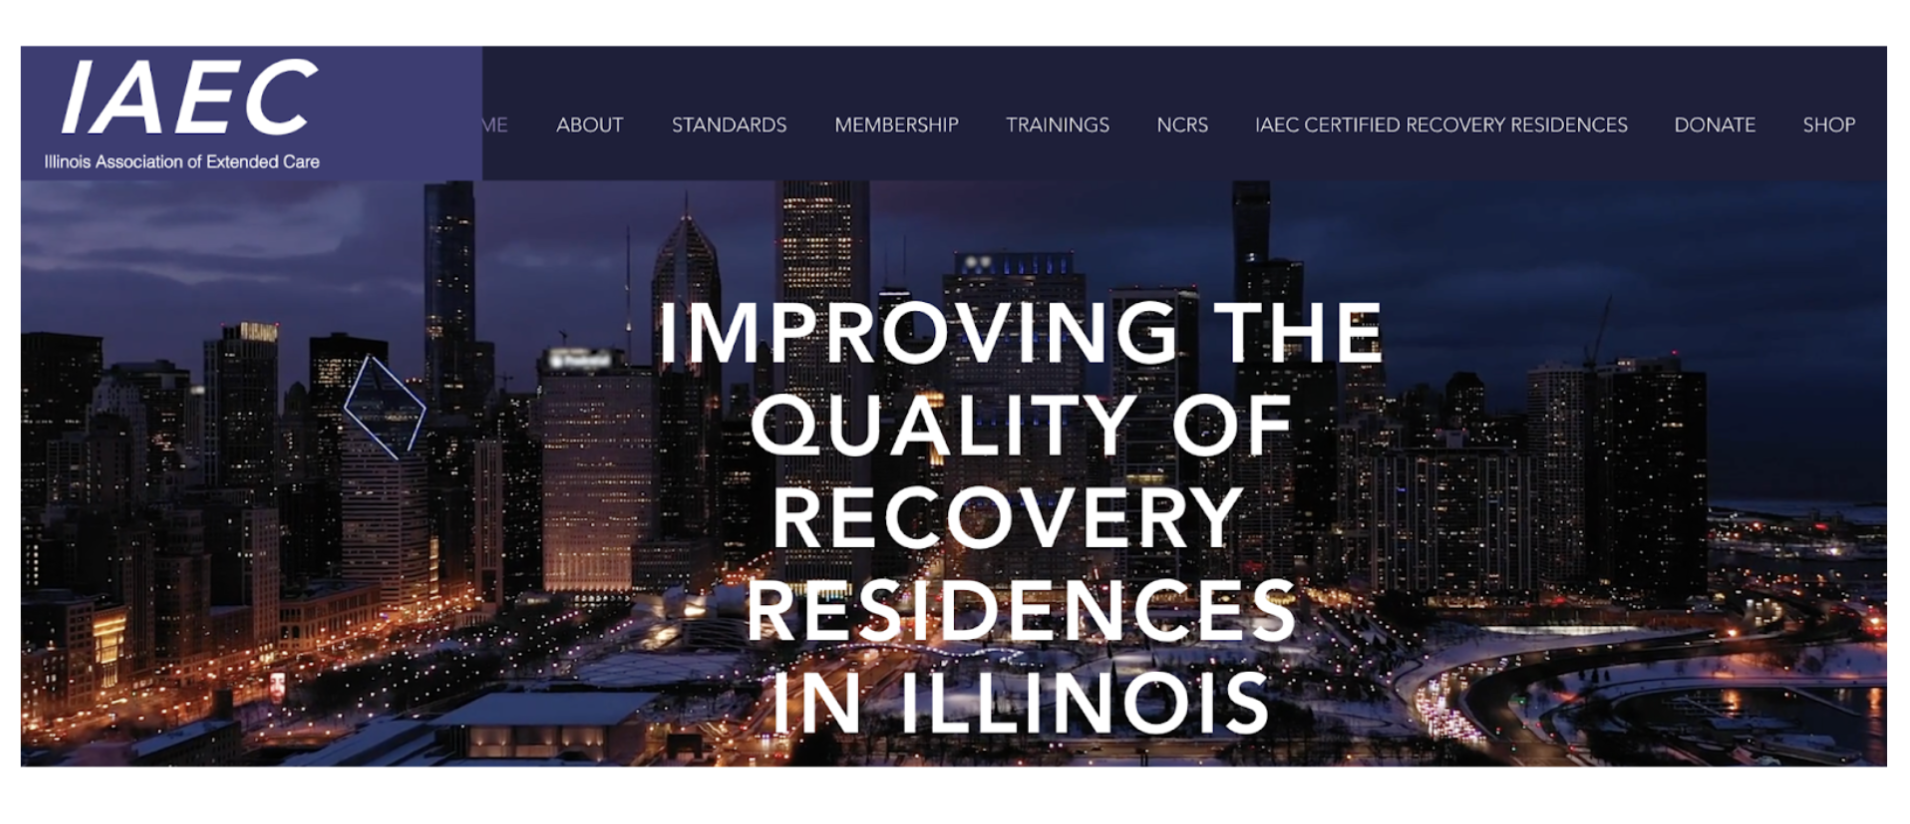 IAEC
Illinois Association of Extended Care
ME ABOUT STANDARDS MEMBERSHIP TRAININGS NCRS IAEC CERTIFIED RECOVERY RESIDENCES DONATE SHOP
IMPROVING THE
QUALITY OF
RECOVERY
RESIDENCES
IN ILLINOIS